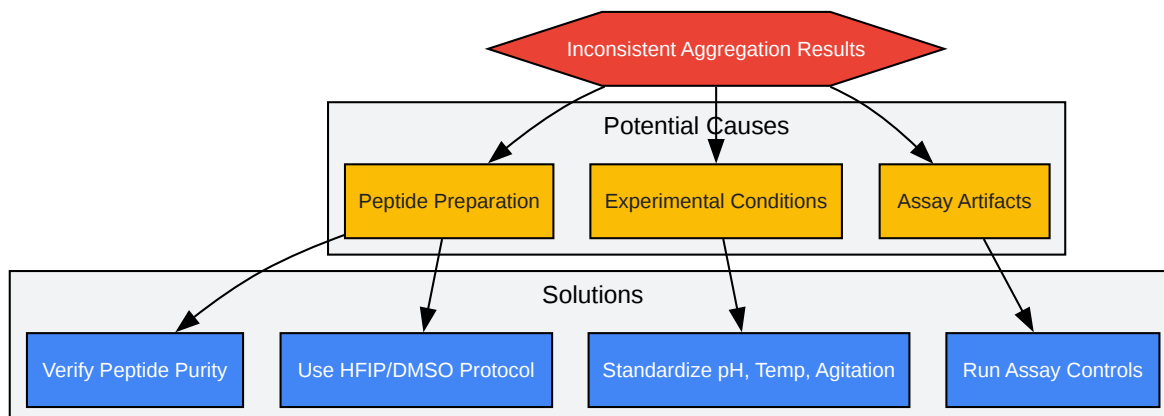 Inconsistent Aggregation Results
Potential Causes
Peptide Preparation
Experimental Conditions
Assay Artifacts
Solutions
Verify Peptide Purity
Use HFIP/DMSO Protocol
Standardize pH, Temp, Agitation
Run Assay Controls